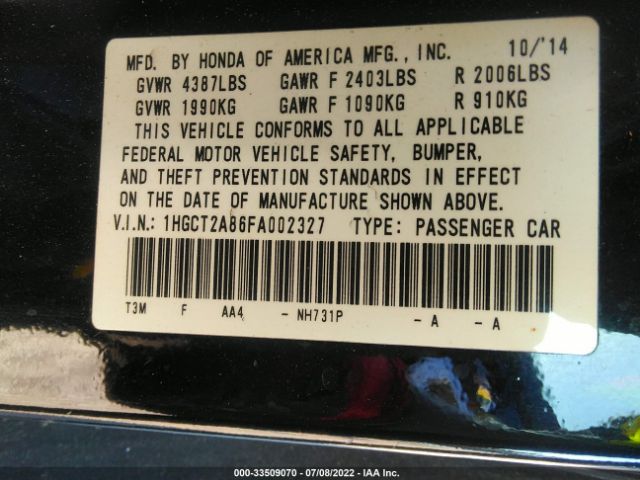 MFD. BY HONDA OF AMERICA MFG., INC. 10/'14
GVWR 4387LBS GAWR F 2403LBS R 2006LBS
GVWR 1990KG GAWR F 1090KG R 910KG
THIS VEHICLE CONFORMS TO ALL APPLICABLE
FEDERAL MOTOR VEHICLE SAFETY, BUMPER,
AND THEFT PREVENTION STANDARDS IN EFFECT
ON THE DATE OF MANUFACTURE SHOWN ABOVE.
V.I.N.: 1HGCT2A86FA002327 TYPE: PASSENGER CAR
T3M F AA4 - NH731P - A - A
000-33509070 - 07/08/2022 - IAA Inc.